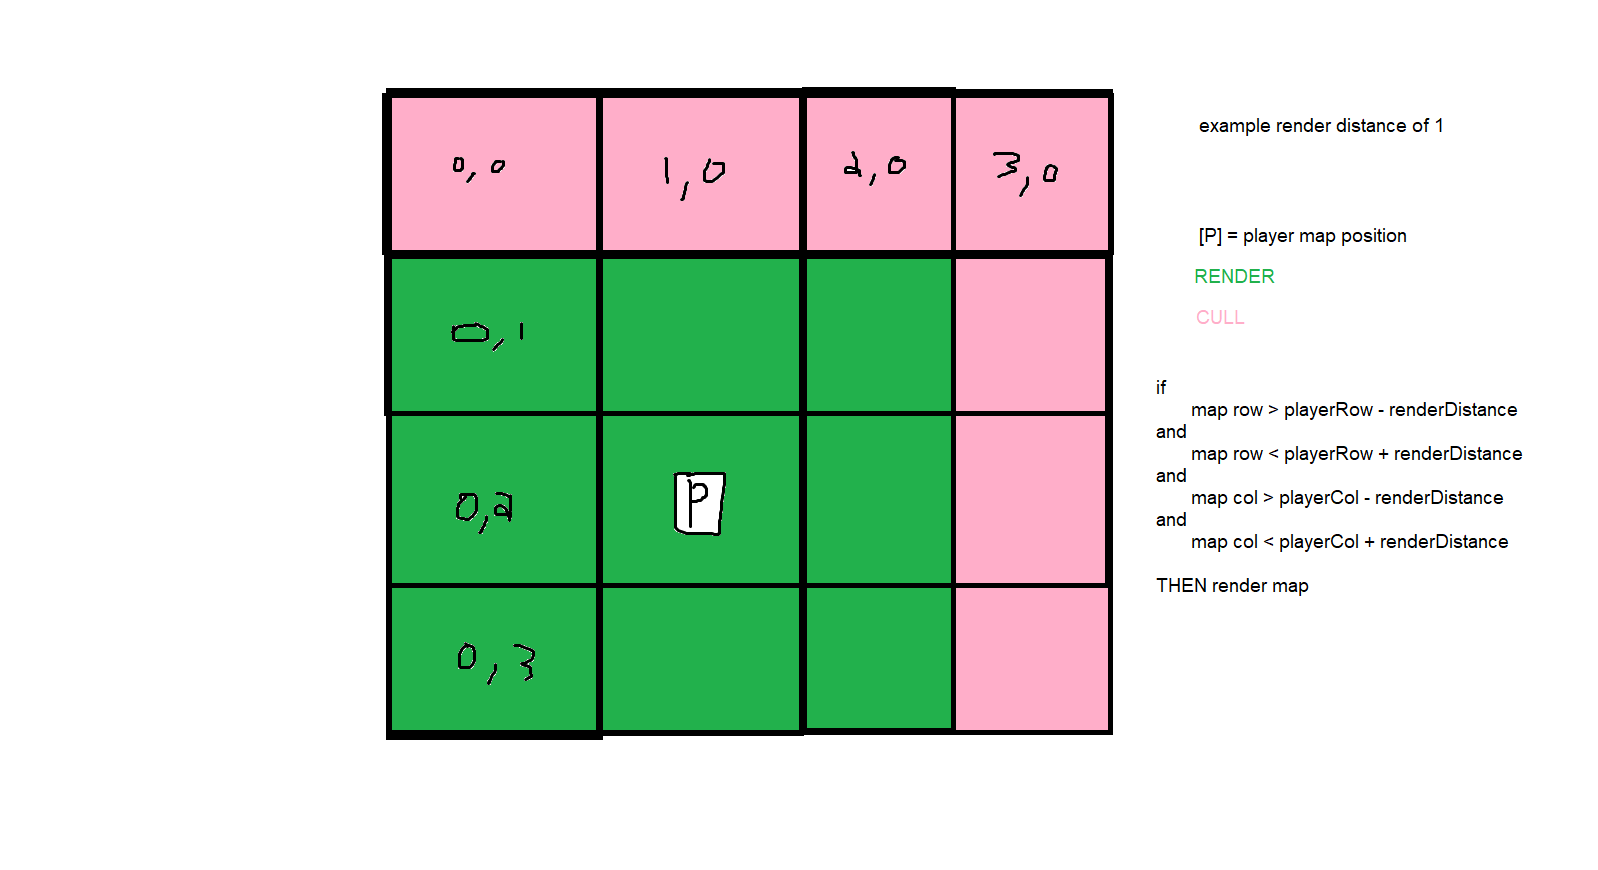 0,0
1,0
2,0
3,0
0,1
0,2
P
0,3
example render distance of 1
[P] = player map position
RENDER
CULL
if
map row > playerRow - renderDistance
and
map row < playerRow + renderDistance
and
map col > playerCol - renderDistance
and
map col < playerCol + renderDistance
THEN render map